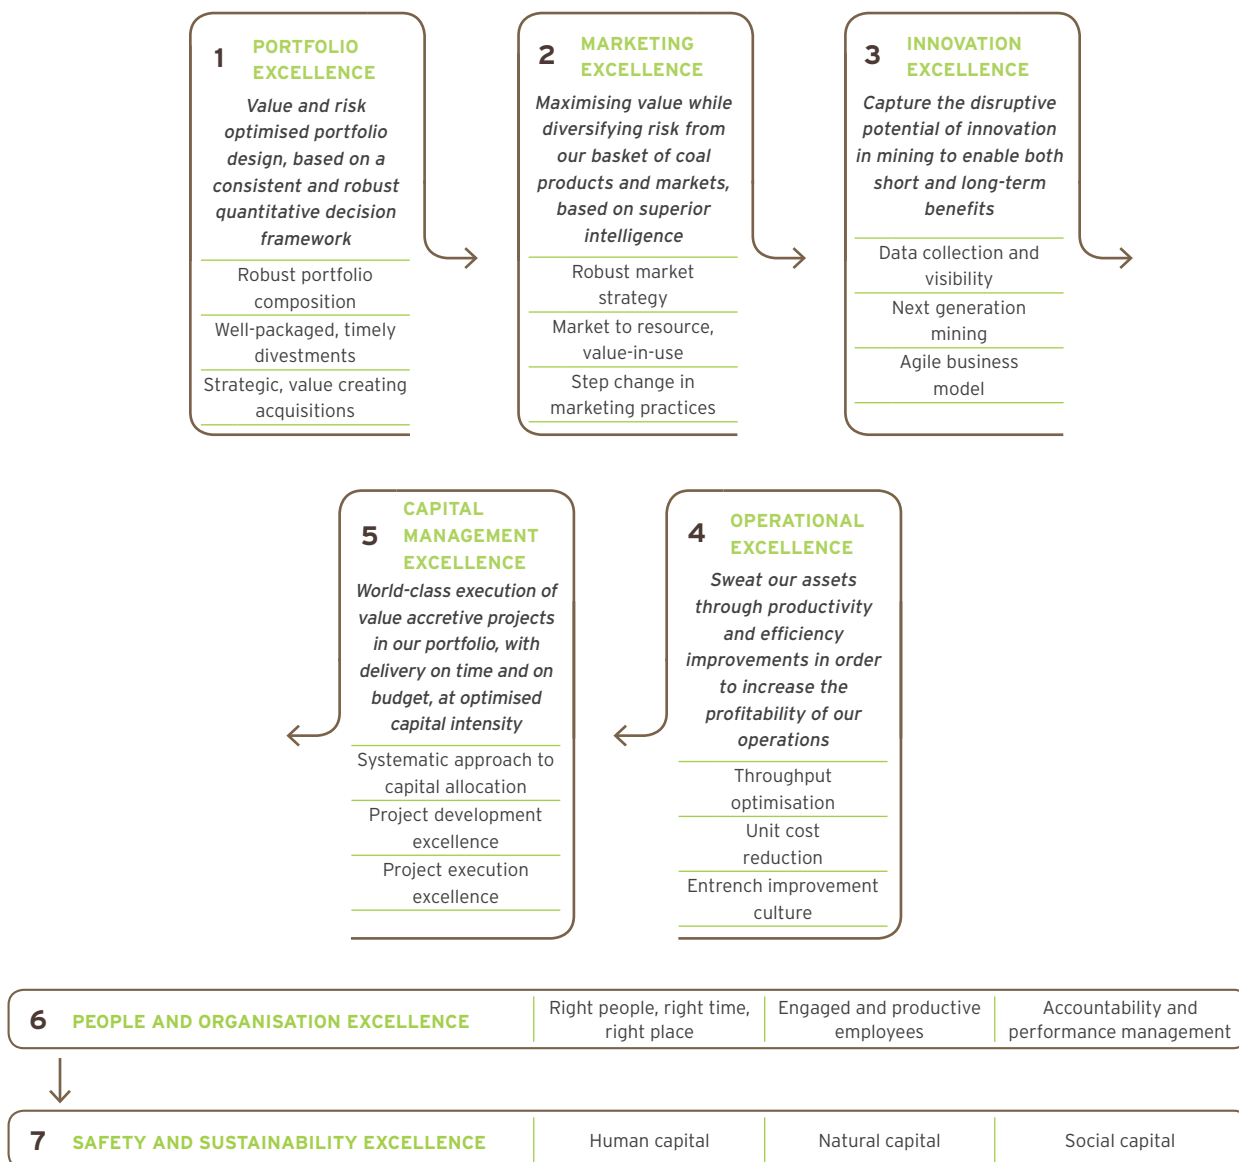 1
PORTFOLIO
EXCELLENCE
Value and risk
optimised portfolio
design, based on a
consistent and robust
quantitative decision
framework
Robust portfolio
composition
Well-packaged, timely
divestments
Strategic, value creating
acquisitions
2
MARKETING
EXCELLENCE
Maximising value while
diversifying risk from
our basket of coal
products and markets,
based on superior
intelligence
Robust market
strategy
Market to resource,
value-in-use
Step change in
marketing practices
3
INNOVATION
EXCELLENCE
Capture the disruptive
potential of innovation
in mining to enable both
short and long-term
benefits
Data collection and
visibility
Next generation
mining
Agile business
model
4
OPERATIONAL
EXCELLENCE
Sweat our assets
through productivity
and efficiency
improvements in order
to increase the
profitability of our
operations
Throughput
optimisation
Unit cost
reduction
Entrench improvement
culture
5
CAPITAL
MANAGEMENT
EXCELLENCE
World-class execution of
value accretive projects
in our portfolio, with
delivery on time and on
budget, at optimised
capital intensity
Systematic approach to
capital allocation
Project development
excellence
Project execution
excellence
6 PEOPLE AND ORGANISATION EXCELLENCE
Right people, right time,
right place
Engaged and productive
employees
Accountability and
performance management
7 SAFETY AND SUSTAINABILITY EXCELLENCE
Human capital
Natural capital
Social capital